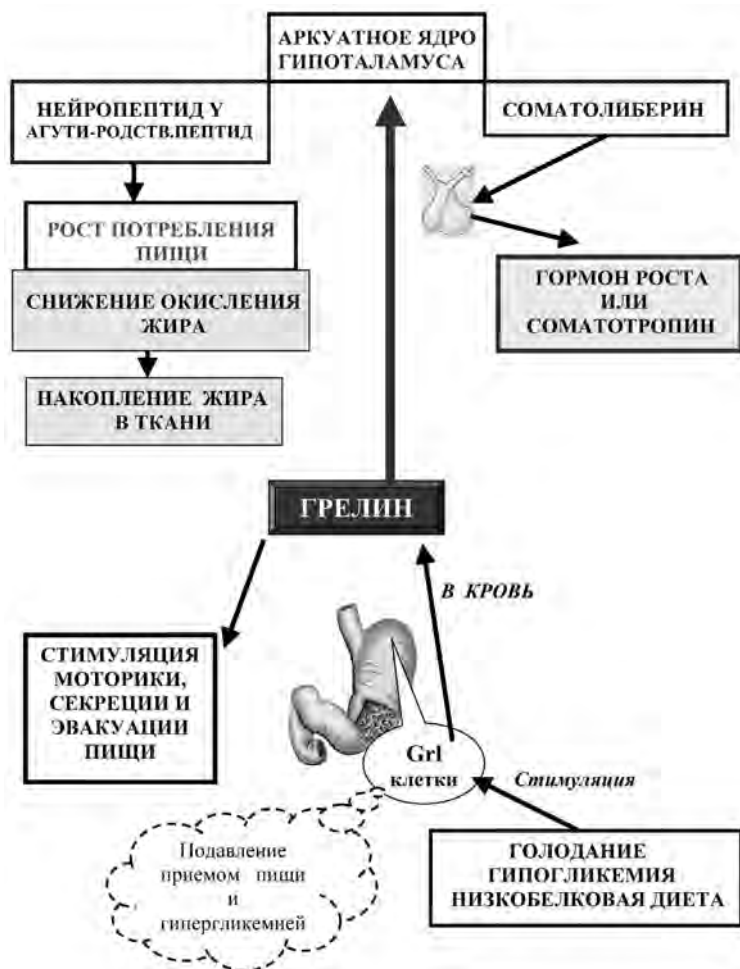 АРКУАТНОЕ ЯДРО
ГИПОТАЛАМУСА
НЕЙРОПЕПТИД Y
АГУТИ-РОДСТВ.ПЕПТИД
СОМАТОЛИБЕРИН
РОСТ ПОТРЕБЛЕНИЯ
ПИЩИ
СНИЖЕНИЕ ОКИСЛЕНИЯ
ЖИРА
ГОРМОН РОСТА
ИЛИ
СОМАТОТРОПИН
НАКОПЛЕНИЕ ЖИРА
В ТКАНИ
ГРЕЛИН
В КРОВЬ
СТИМУЛЯЦИЯ
МОТОРИКИ,
СЕКРЕЦИИ И
ЭВАКУАЦИИ
ПИЩИ
Grl
клетки
Стимуляция
Подавление
приемом пищи
и
гипергликемией
ГОЛОДАНИЕ
ГИПОГЛИКЕМИЯ
НИЗКОБЕЛКОВАЯ ДИЕТА